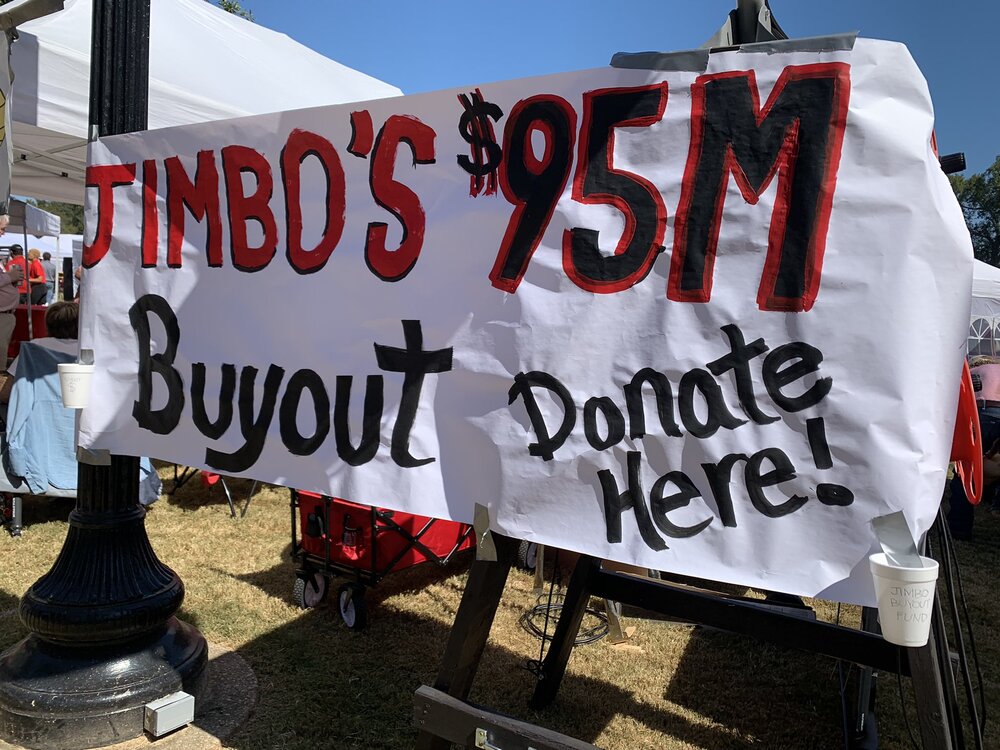 JIMBO'S $95M
Buyout Donate
Here!
JIMBO
BUYOUT
FUND